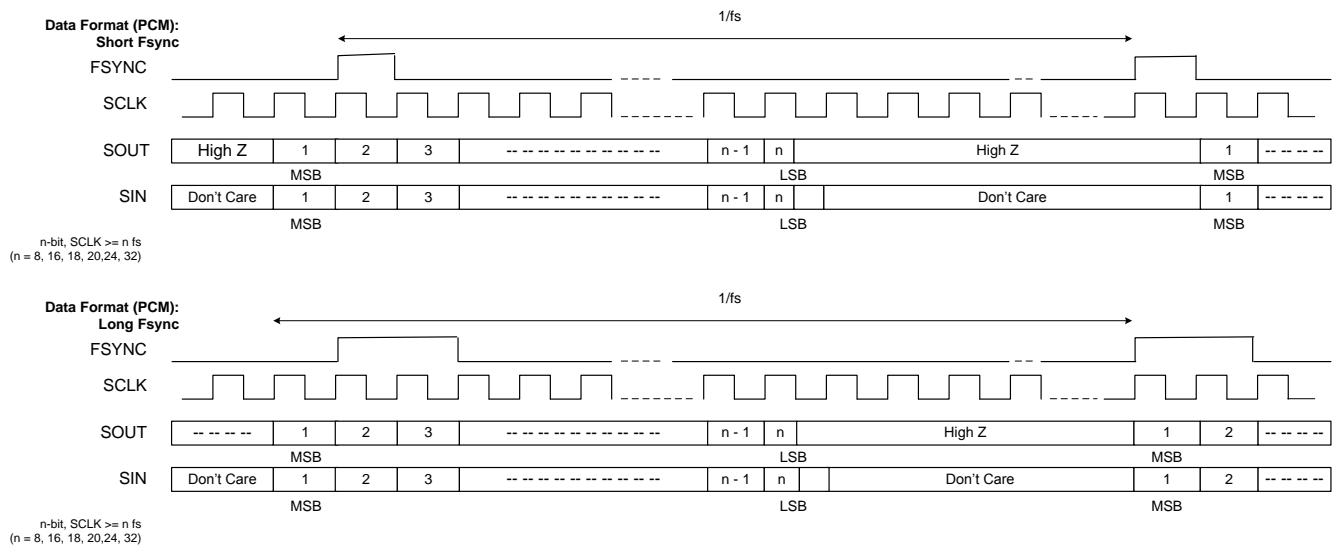 1/fs
Data Format (PCM):
Short Fsync
FSYNC
SCLK
SOUT High Z 1 2 3 -- -- -- -- -- -- -- -- -- n - 1 n High Z 1 -- -- -- --
MSB LSB MSB
SIN Don't Care 1 2 3 -- -- -- -- -- -- -- -- -- n - 1 n Don't Care 1 -- -- -- --
MSB LSB MSB
n-bit, SCLK >= n fs
(n = 8, 16, 18, 20,24, 32)
1/fs
Data Format (PCM):
Long Fsync
FSYNC
SCLK
SOUT -- -- -- -- 1 2 3 -- -- -- -- -- -- -- -- -- n - 1 n High Z 1 2 -- -- -- --
MSB LSB MSB
SIN Don't Care 1 2 3 -- -- -- -- -- -- -- -- -- n - 1 n Don't Care 1 2 -- -- -- --
MSB LSB MSB
n-bit, SCLK >= n fs
(n = 8, 16, 18, 20,24, 32)